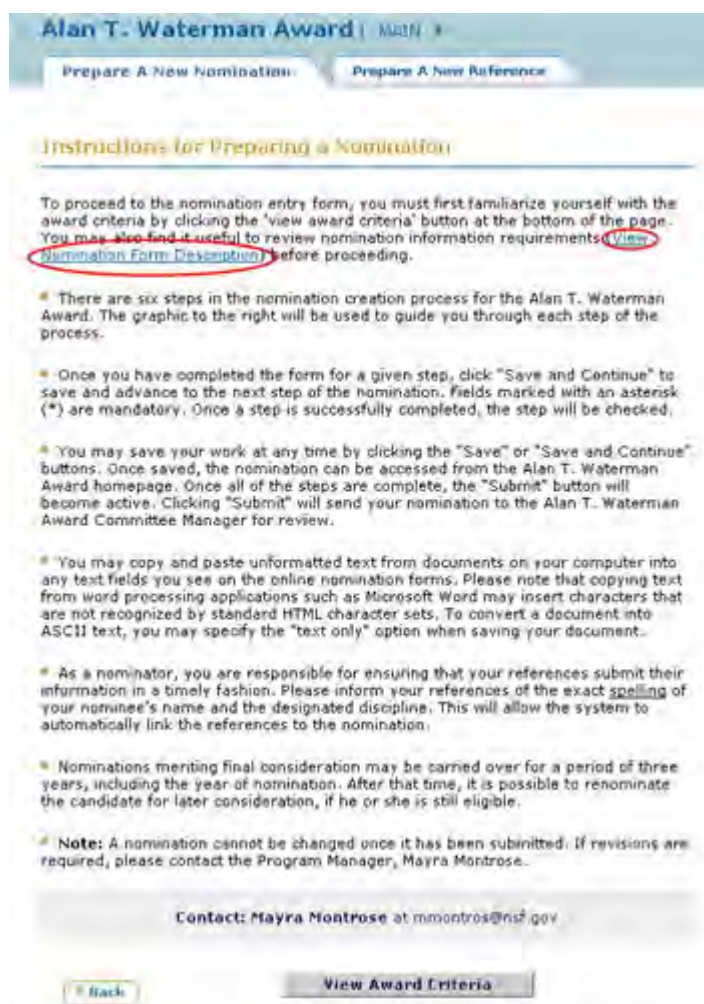 Alan T. Waterman Award | MAIN
Prepare A New Nomination Prepare A New Reference
Instructions for Preparing a Nomination
To proceed to the nomination entry form, you must first familiarize yourself with the
award criteria by clicking the 'view award criteria' button at the bottom of the page.
You may also find it useful to review nomination information requirements (View
Nomination Form Description) before proceeding.
There are six steps in the nomination creation process for the Alan T. Waterman
Award. The graphic to the right will be used to guide you through each step of the
process.
Once you have completed the form for a given step, click "Save and Continue" to
save and advance to the next step of the nomination. Fields marked with an asterisk
(*) are mandatory. Once a step is successfully completed, the step will be checked.
You may save your work at any time by clicking the "Save" or "Save and Continue"
buttons. Once saved, the nomination can be accessed from the Alan T. Waterman
Award homepage. Once all of the steps are complete, the "Submit" button will
become active. Clicking "Submit" will send your nomination to the Alan T. Waterman
Award Committee Manager for review.
You may copy and paste unformatted text from documents on your computer into
any text fields you see on the online nomination forms. Please note that copying text
from word processing applications such as Microsoft Word may insert characters that
are not recognized by standard HTML character sets. To convert a document into
ASCII text, you may specify the "text only" option when saving your document.
As a nominator, you are responsible for ensuring that your references submit their
information in a timely fashion. Please inform your references of the exact spelling of
your nominee's name and the designated discipline. This will allow the system to
automatically link the references to the nomination.
Nominations meriting final consideration may be carried over for a period of three
years, including the year of nomination. After that time, it is possible to renominate
the candidate for later consideration, if he or she is still eligible.
Note: A nomination cannot be changed once it has been submitted. If revisions are
required, please contact the Program Manager, Mayra Montrose.
Contact: Mayra Montrose at mmontros@nsf.gov
Back View Award Criteria